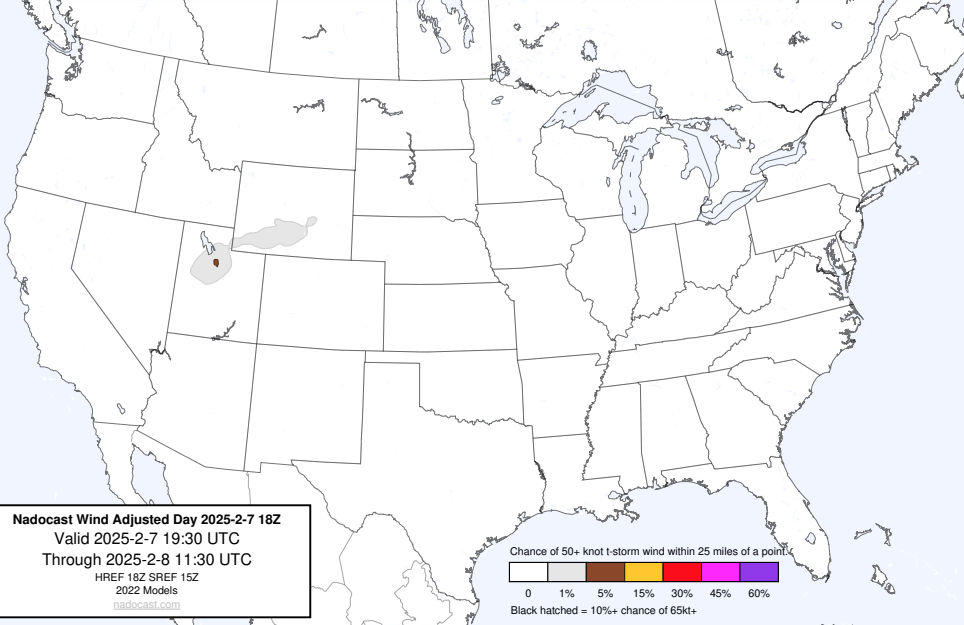 Nadocast Wind Adjusted Day 2025-2-7 18Z
Valid 2025-2-7 19:30 UTC
Through 2025-2-8 11:30 UTC
HREF 18Z SREF 15Z
2022 Models
nadocast.com
Chance of 50+ knot t-storm wind within 25 miles of a point.
0 1% 5% 15% 30% 45% 60%
Black hatched = 10%+ chance of 65kt+